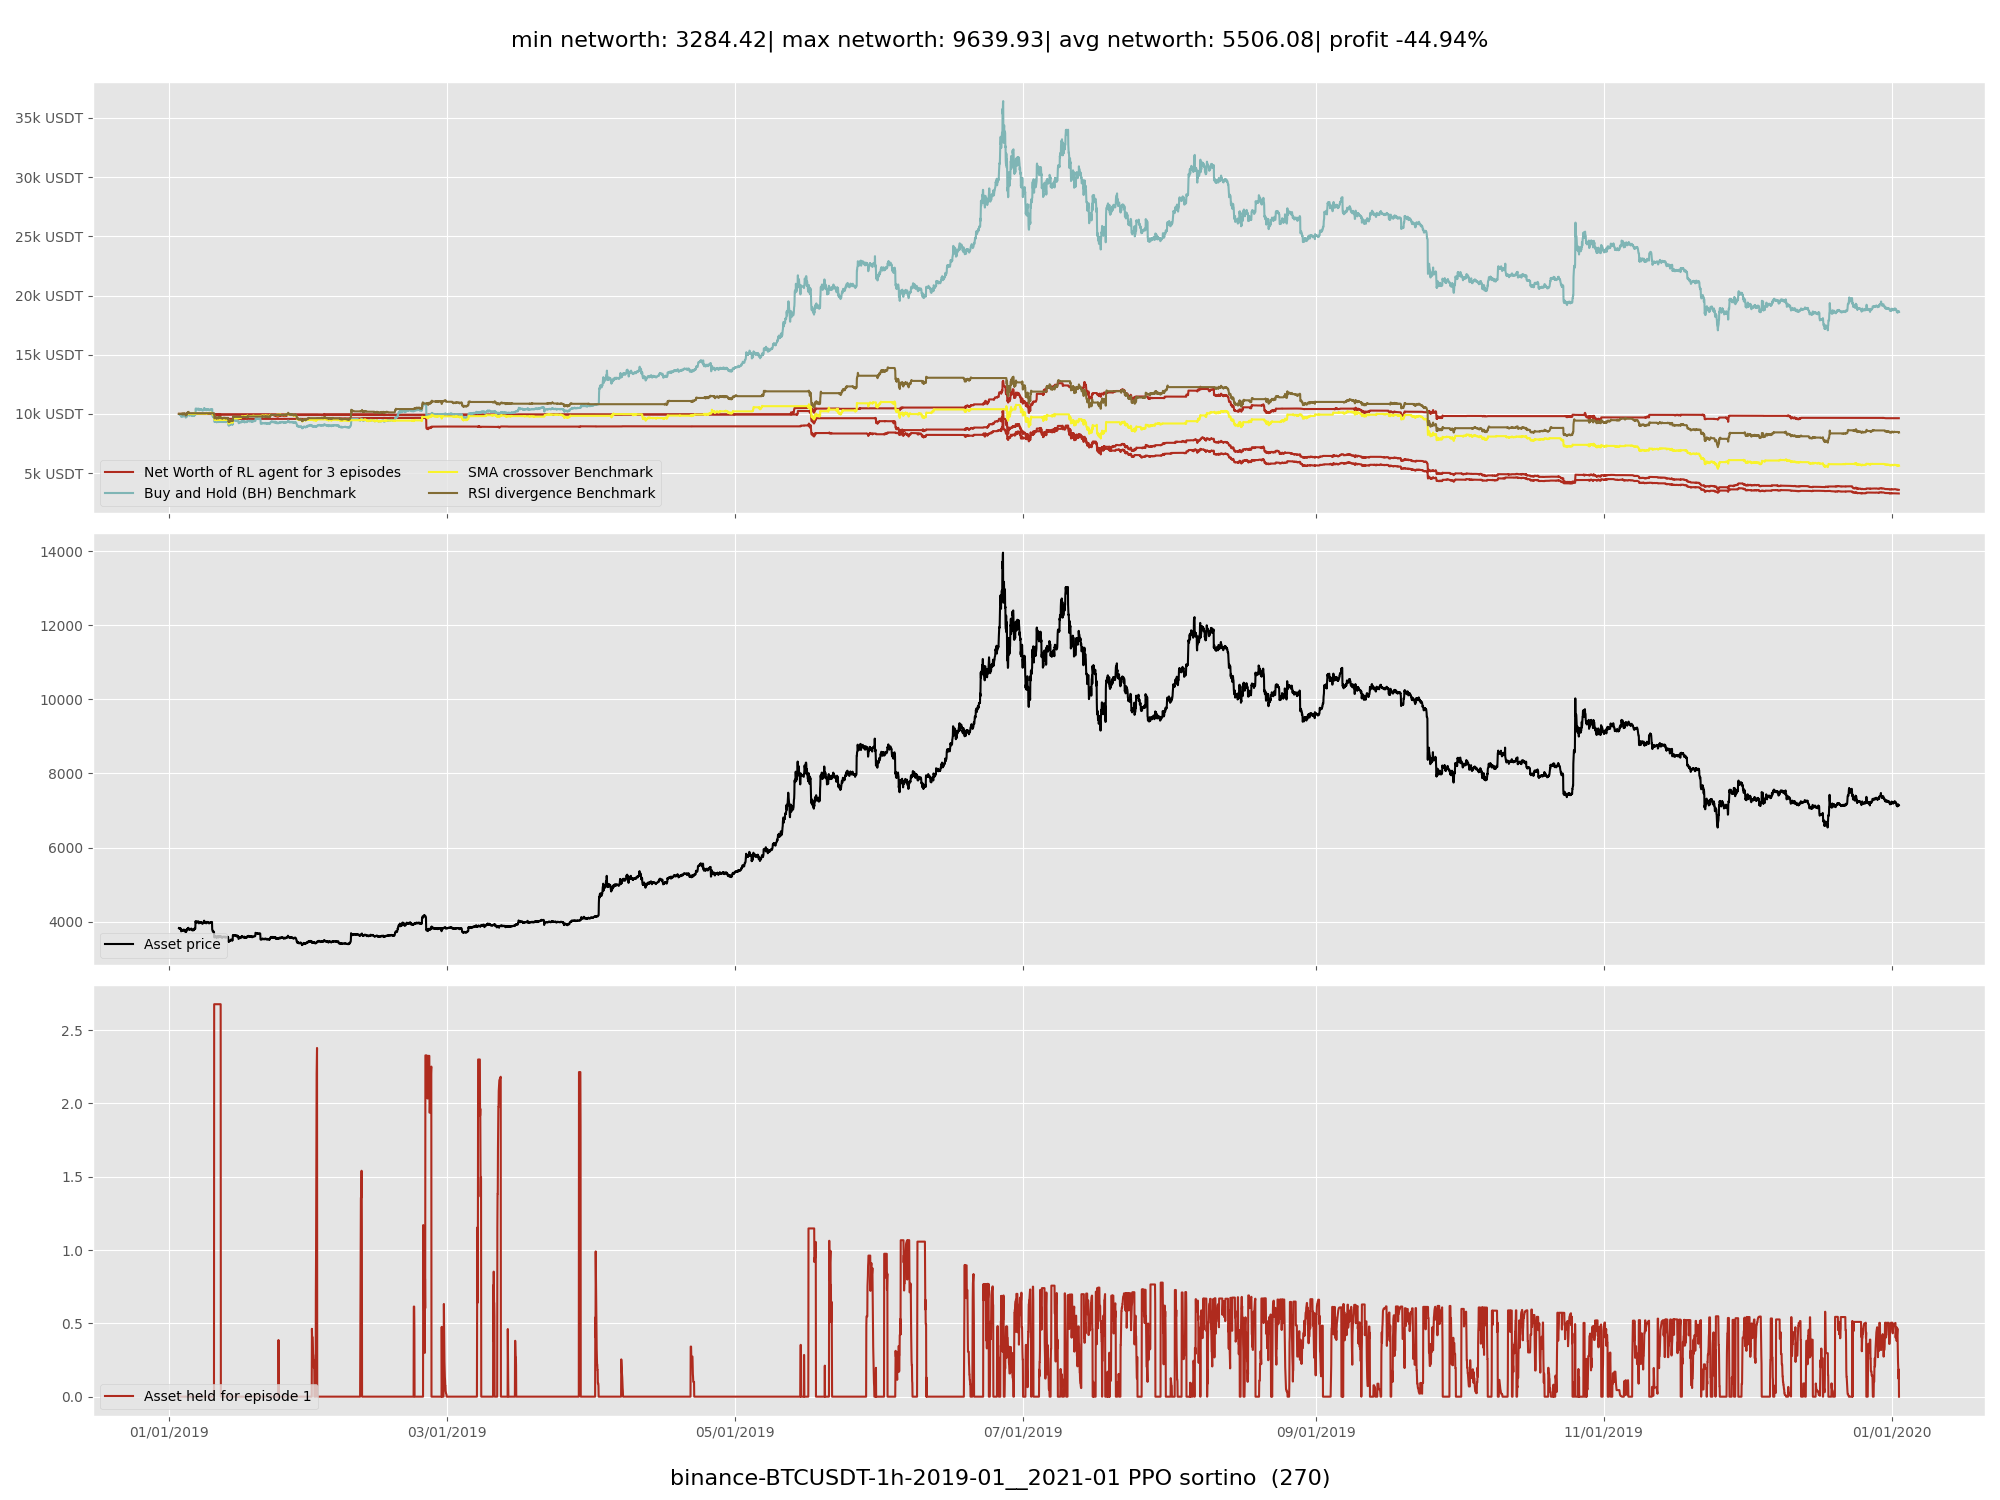 min networth: 3284.42| max networth: 9639.93| avg networth: 5506.08| profit -44.94%
35k USDT
30k USDT
25k USDT
20k USDT
15k USDT
10k USDT
5k USDT
Net Worth of RL agent for 3 episodes
Buy and Hold (BH) Benchmark
SMA crossover Benchmark
RSI divergence Benchmark
14000
12000
10000
8000
6000
4000
Asset price
2.5
2.0
1.5
1.0
0.5
0.0
Asset held for episode 1
01/01/2019 03/01/2019 05/01/2019 07/01/2019 09/01/2019 11/01/2019 01/01/2020
binance-BTCUSDT-1h-2019-01__2021-01 PPO sortino (270)